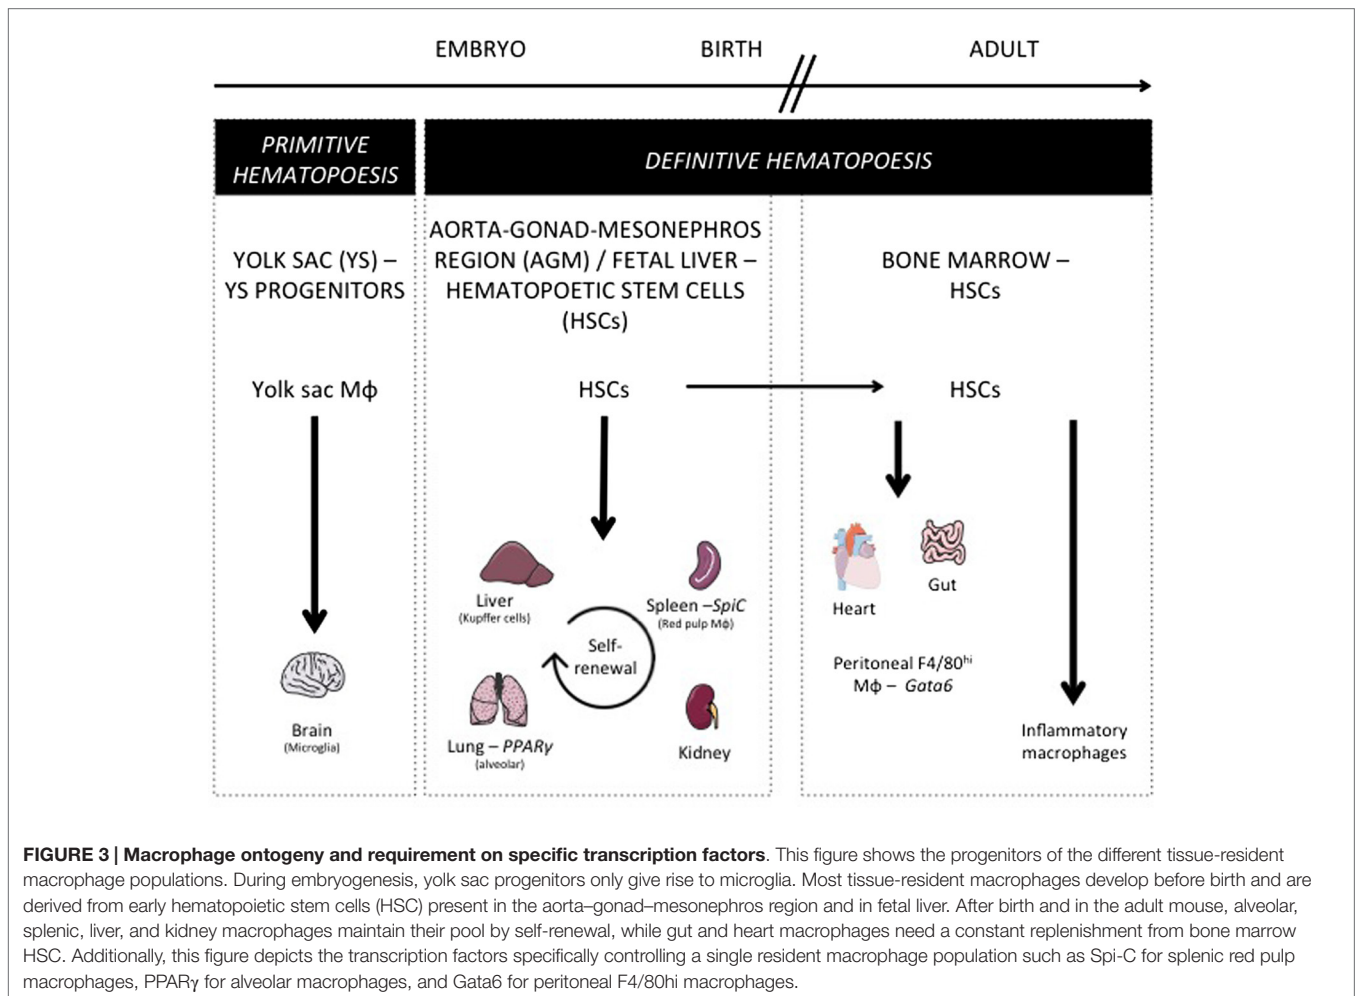 EMBRYO BIRTH ADULT
PRIMITIVE
HEMATOPOESIS
DEFINITIVE HEMATOPOESIS
YOLK SAC (YS) –
YS PROGENITORS
AORTA-GONAD-MESONEPHROS
REGION (AGM) / FETAL LIVER –
HEMATOPOETIC STEM CELLS
(HSCs)
BONE MARROW –
HSCs
Yolk sac Mϕ
HSCs
HSCs
Brain
(Microglia)
Liver
(Kupffer cells)
Spleen –SpiC
(Red pulp Mϕ)
Self-
renewal
Lung – PPARγ
(alveolar)
Kidney
Heart
Gut
Peritoneal F4/80hi
Mϕ – Gata6
Inflammatory
macrophages
FIGURE 3 | Macrophage ontogeny and requirement on specific transcription factors. This figure shows the progenitors of the different tissue-resident
macrophage populations. During embryogenesis, yolk sac progenitors only give rise to microglia. Most tissue-resident macrophages develop before birth and are
derived from early hematopoietic stem cells (HSC) present in the aorta–gonad–mesonephros region and in fetal liver. After birth and in the adult mouse, alveolar,
splenic, liver, and kidney macrophages maintain their pool by self-renewal, while gut and heart macrophages need a constant replenishment from bone marrow
HSC. Additionally, this figure depicts the transcription factors specifically controlling a single resident macrophage population such as Spi-C for splenic red pulp
macrophages, PPARγ for alveolar macrophages, and Gata6 for peritoneal F4/80hi macrophages.